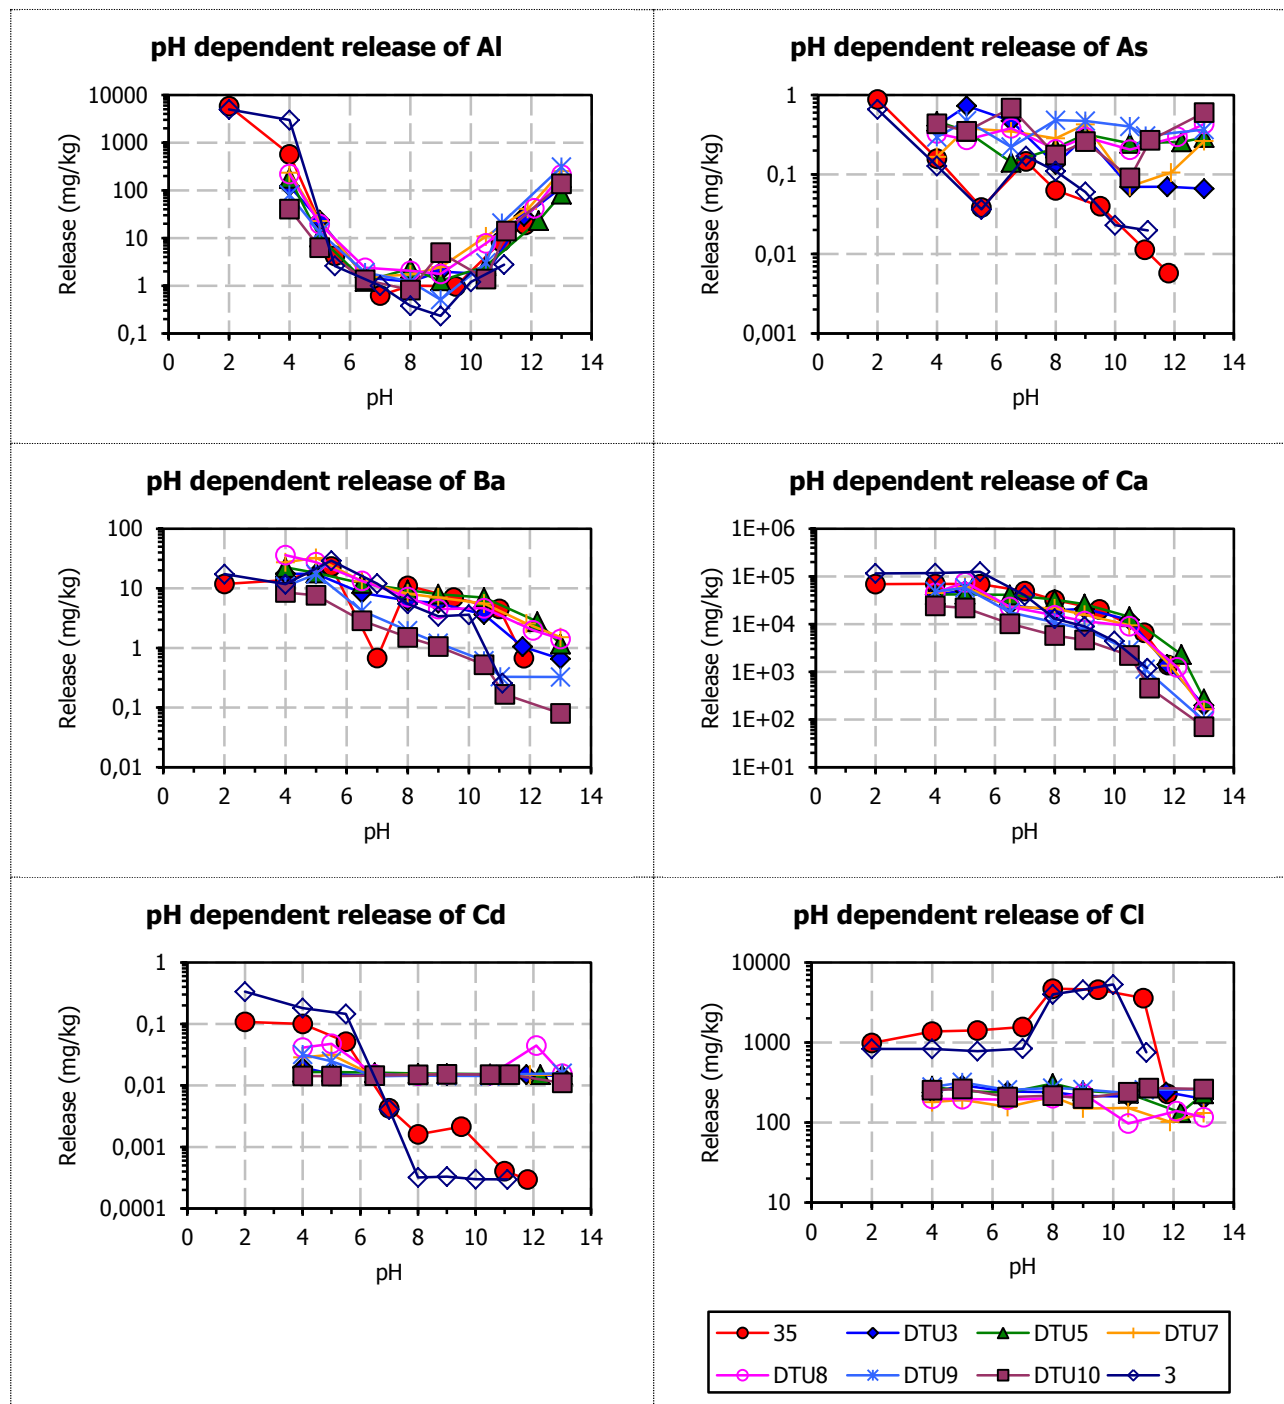 pH dependent release of Al
10000
1000
100
10
1
0,1
0 2 4 6 8 10 12 14
pH
Release (mg/kg)
pH dependent release of As
1
0,1
0,01
0,001
0 2 4 6 8 10 12 14
pH
Release (mg/kg)
pH dependent release of Ba
100
10
1
0,1
0,01
0 2 4 6 8 10 12 14
pH
Release (mg/kg)
pH dependent release of Ca
1E+06
1E+05
1E+04
1E+03
1E+02
1E+01
0 2 4 6 8 10 12 14
pH
Release (mg/kg)
pH dependent release of Cd
1
0,1
0,01
0,001
0,0001
0 2 4 6 8 10 12 14
pH
Release (mg/kg)
pH dependent release of Cl
10000
1000
100
10
0 2 4 6 8 10 12 14
pH
Release (mg/kg)
35 DTU3 DTU5 DTU7
DTU8 DTU9 DTU10 3